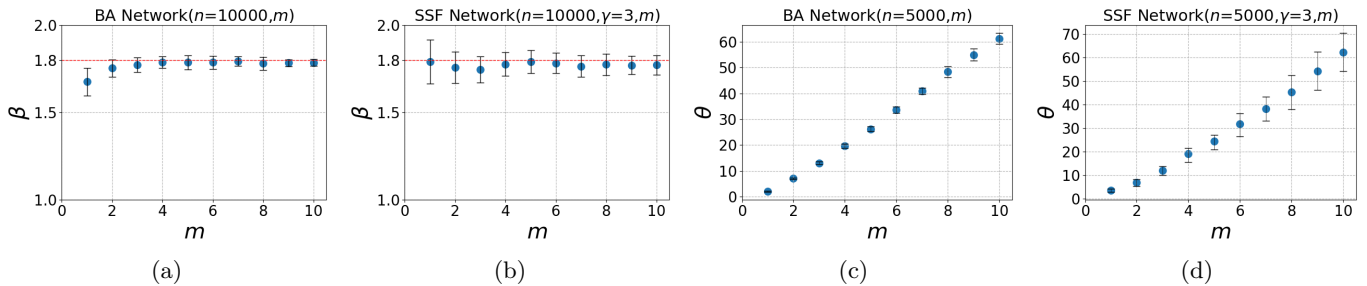 BA Network(n=10000,m)
2.0
1.8
1.5
1.0
β
0 2 4 6 8 10
m
(a)
SSF Network(n=10000,γ=3,m)
2.0
1.8
1.5
1.0
β
0 2 4 6 8 10
m
(b)
BA Network(n=5000,m)
60
50
40
30
20
10
0
θ
0 2 4 6 8 10
m
(c)
SSF Network(n=5000,γ=3,m)
70
60
50
40
30
20
10
0
θ
0 2 4 6 8 10
m
(d)